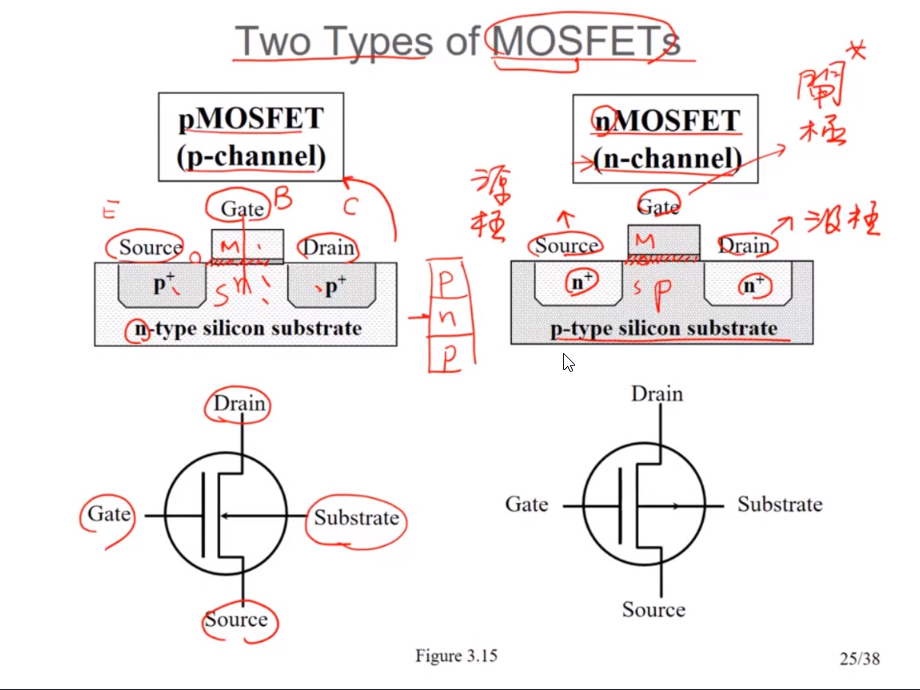 Two Types of MOSFETs
pMOSFET
(p-channel)
nMOSFET
(n-channel)
閘極
源極
汲極
E
Gate
B
C
Source
Drain
M
O
S
n
p+
p+
n-type silicon substrate
p
n
p
Gate
Source
Drain
M
S
p
n+
n+
p-type silicon substrate
Drain
Gate
Substrate
Source
Drain
Gate
Substrate
Source
Figure 3.15
25/38